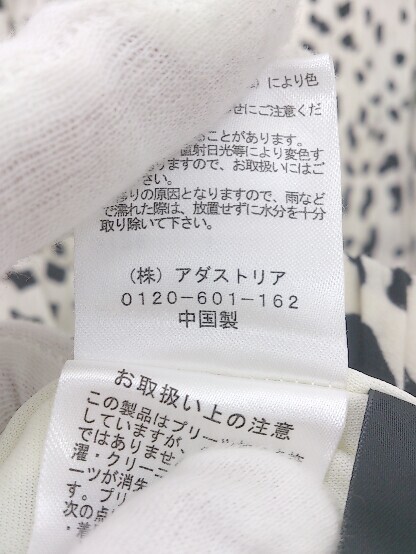 により色
せにご注意くだ
ことがあります。
直射日光等により変色す
りますので、お取扱いにはご
さい。
移りの原因となりますので、雨など
で濡れた際は、放置せずに水分を十分
取り除いて下さい。
(株)アダストリア
0120-601-162
中国製
お取扱い上の注意
この製品はプリーツ
していますが、
ではありませ
濯・クリー
ーツが消失
す。プリ
次の点